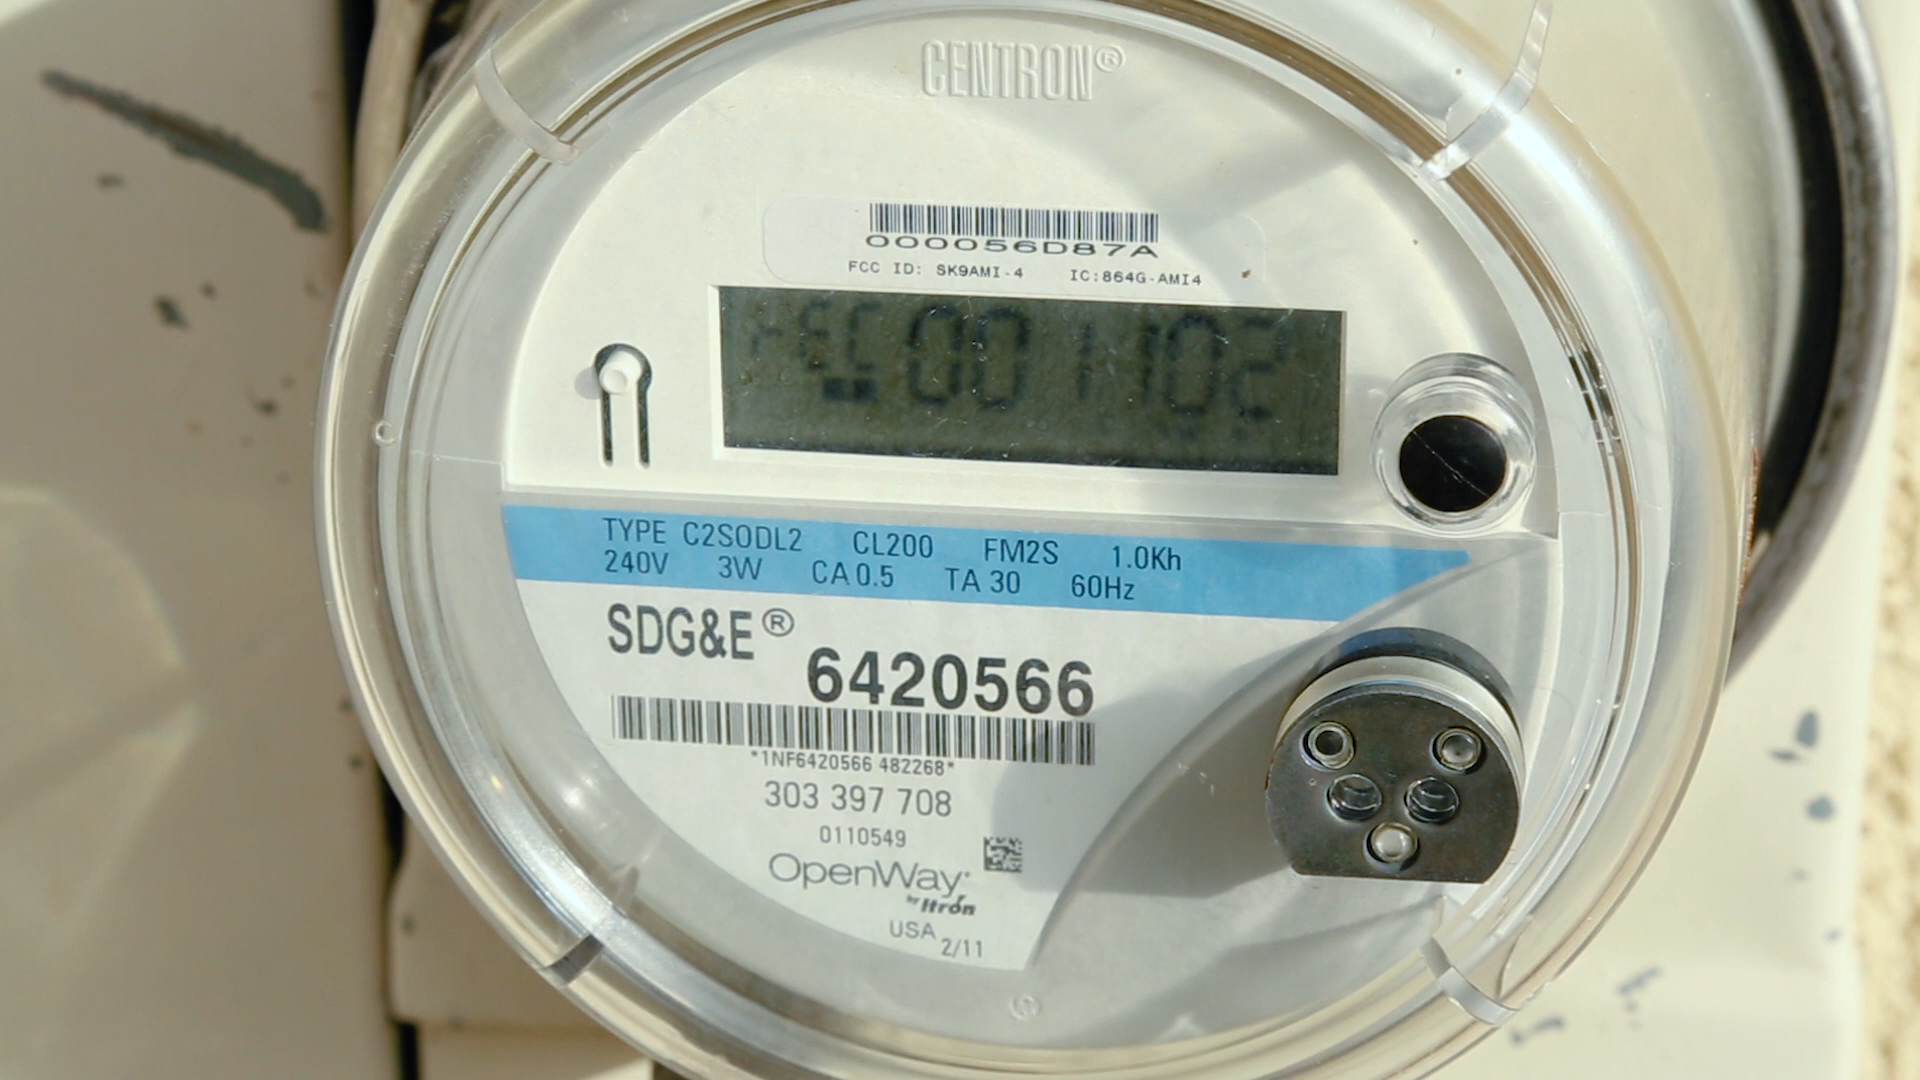 CENTRON®
000056D87A
FCC ID: SK9AMI-4 IC:864G-AMI4
TYPE C2SODL2 CL200 FM2S 1.0Kh
240V 3W CA 0.5 TA 30 60Hz
SDG&E®
6420566
*1NF6420566 482268*
303 397 708
0110549
OpenWay®
by Itrón
USA 2/11